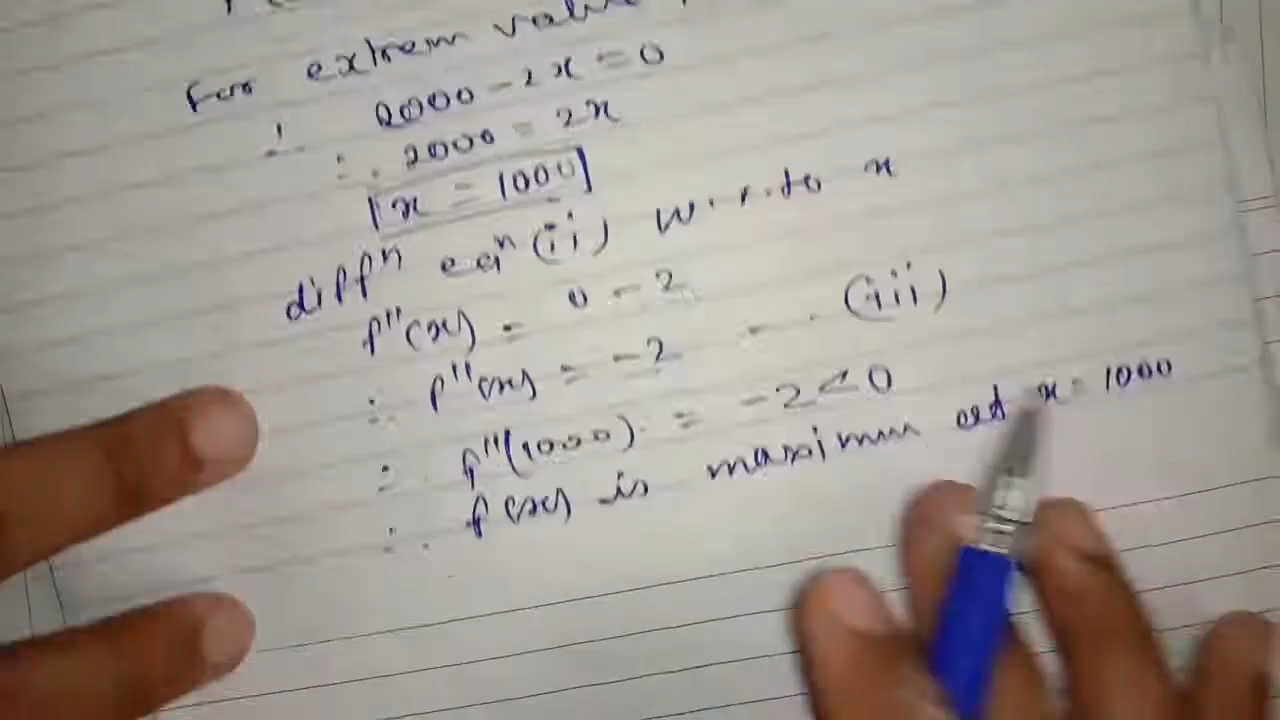 for extrem value
∴ 2000 - 2x = 0
∴ 2000 = 2x
x = 1000
diffⁿ eqⁿ (ii) w.r.to x
f''(x) = 0 - 2
∴ f''(x) = -2 - - - (iii)
∴ f''(1000) = -2 < 0
∴ f(x) is maximum at x = 1000